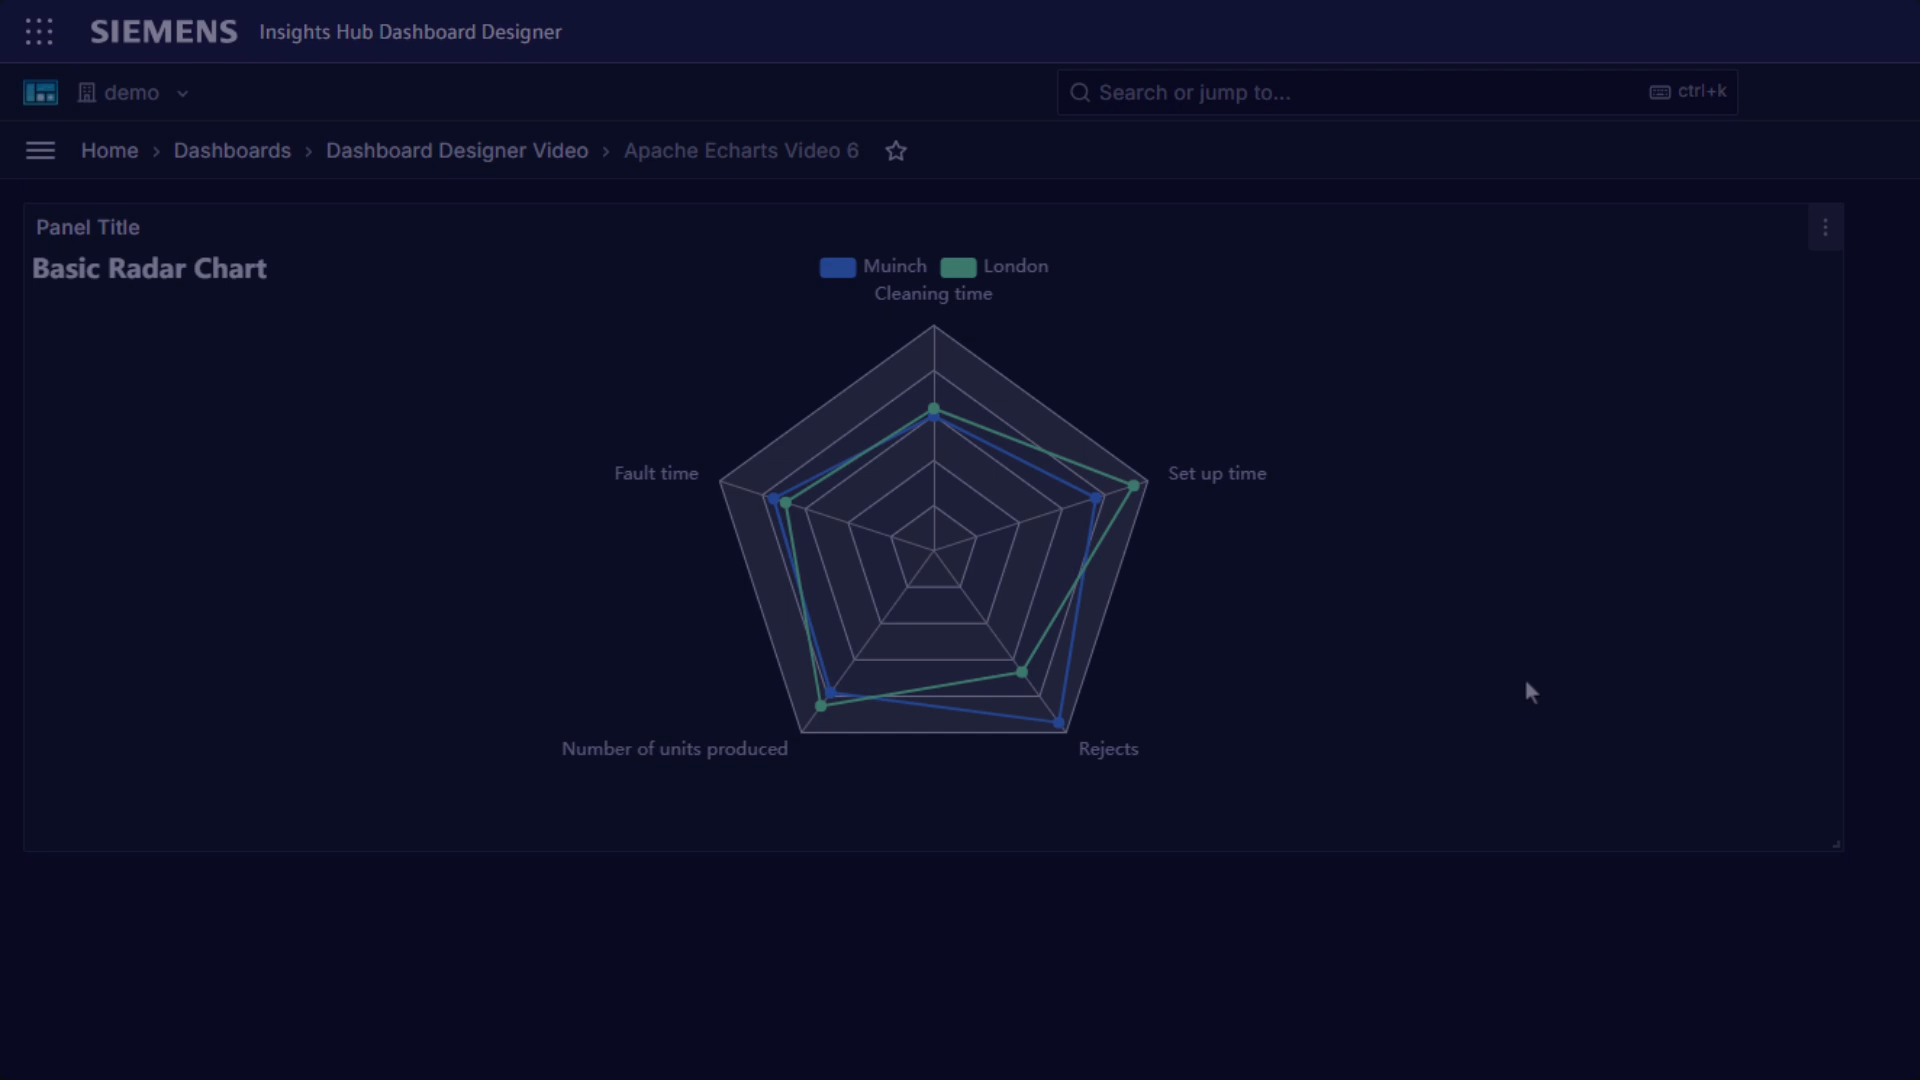 SIEMENS Insights Hub Dashboard Designer
demo Search or jump to... ctrl+k
Home › Dashboards › Dashboard Designer Video › Apache Echarts Video 6
Panel Title
Basic Radar Chart
Muinch London
Cleaning time
Fault time
Set up time
Number of units produced
Rejects